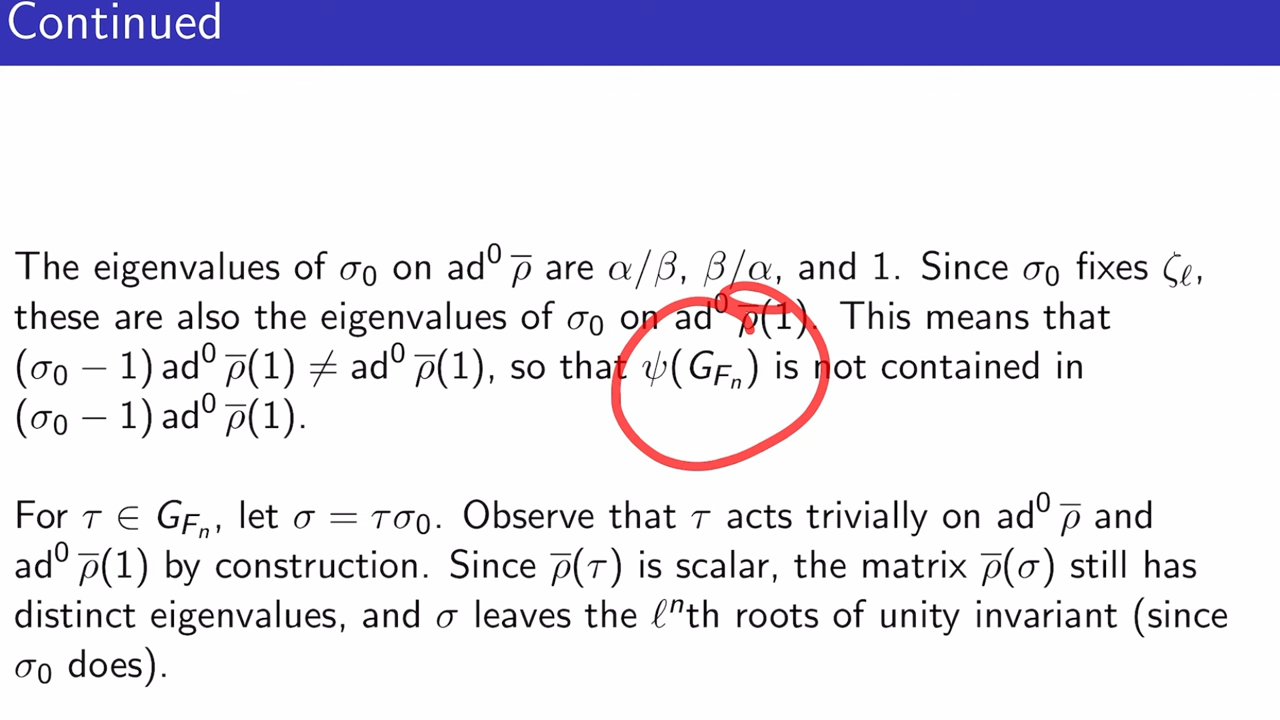 Continued
The eigenvalues of σ₀ on ad⁰ ρ̅ are α/β, β/α, and 1. Since σ₀ fixes ζ_ℓ,
these are also the eigenvalues of σ₀ on ad⁰ ρ̅(1). This means that
(σ₀ − 1) ad⁰ ρ̅(1) ≠ ad⁰ ρ̅(1), so that ψ(G_{F_n}) is not contained in
(σ₀ − 1) ad⁰ ρ̅(1).
For τ ∈ G_{F_n}, let σ = τσ₀. Observe that τ acts trivially on ad⁰ ρ̅ and
ad⁰ ρ̅(1) by construction. Since ρ̅(τ) is scalar, the matrix ρ̅(σ) still has
distinct eigenvalues, and σ leaves the ℓⁿth roots of unity invariant (since
σ₀ does).